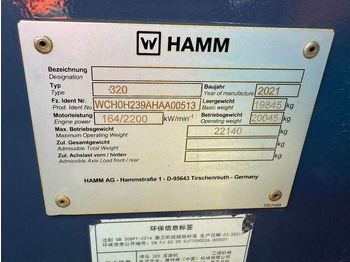 W HAMM
Bezeichnung
Designation
Typ 320 Baujahr 2021
Type Year of manufacture
Fz. Ident Nr. WCH0H239AHAA00513 Leergewicht 19845 kg
Prod. Ident No Basic weight
Motorleistung 164/2200 kW/min⁻¹ Betriebsgewicht 20045 kg
Engine power Operating weight
Max. Betriebsgewicht 22140 kg
Maximum Operating Weight
Zul. Gesamtgewicht kg
Admissible Total Weight
Zul. Achslast vorn / hinten kg
Admissible Axle Load front / rear
HAMM AG - Hammstraße 1 - D-95643 Tirschenreuth - Germany
环保信息标签